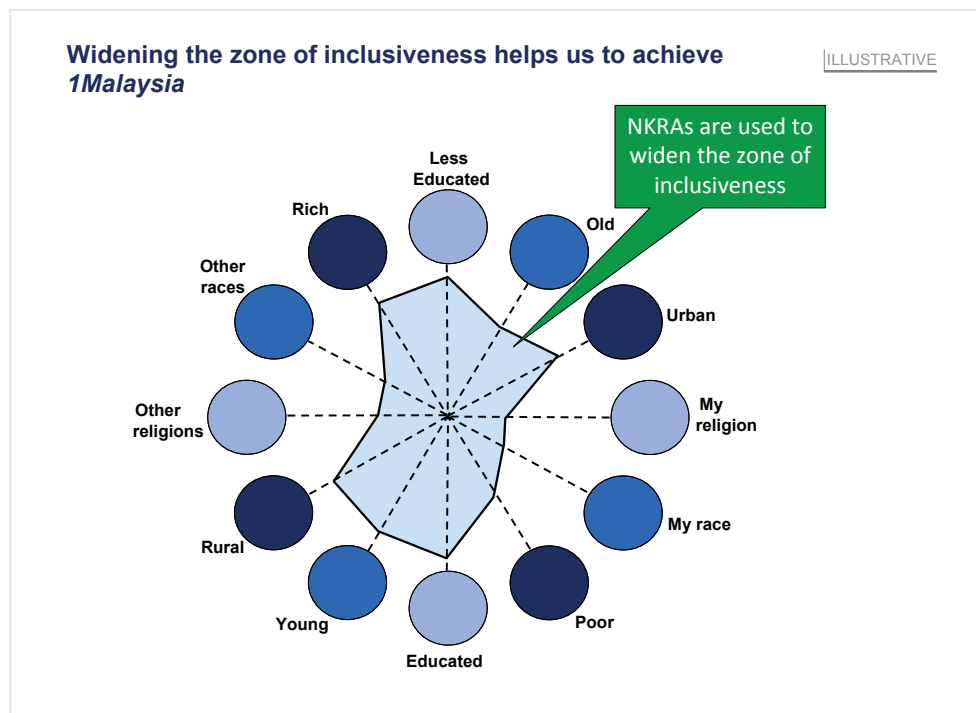 Widening the zone of inclusiveness helps us to achieve
1Malaysia
ILLUSTRATIVE
NKRAs are used to
widen the zone of
inclusiveness
Less
Educated
Rich
Old
Other
races
Urban
Other
religions
My
religion
Rural
My race
Young
Poor
Educated